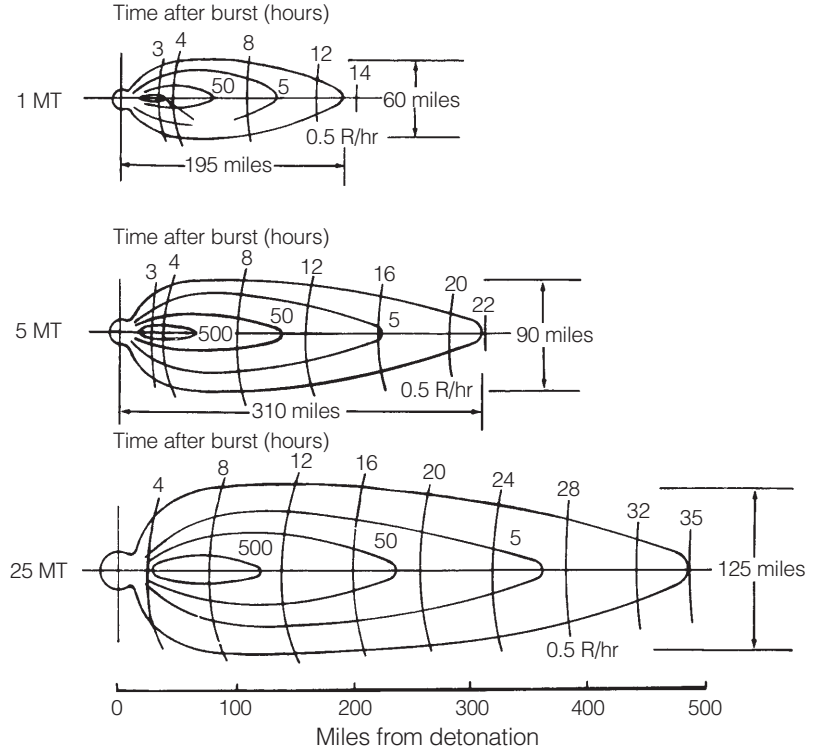 Time after burst (hours)
3 4 8 12 14
1 MT
50 5
60 miles
0.5 R/hr
195 miles
Time after burst (hours)
3 4 8 12 16 20 22
5 MT
500 50 5
90 miles
0.5 R/hr
310 miles
Time after burst (hours)
4 8 12 16 20 24 28 32 35
25 MT
500 50 5
125 miles
0.5 R/hr
0 100 200 300 400 500
Miles from detonation